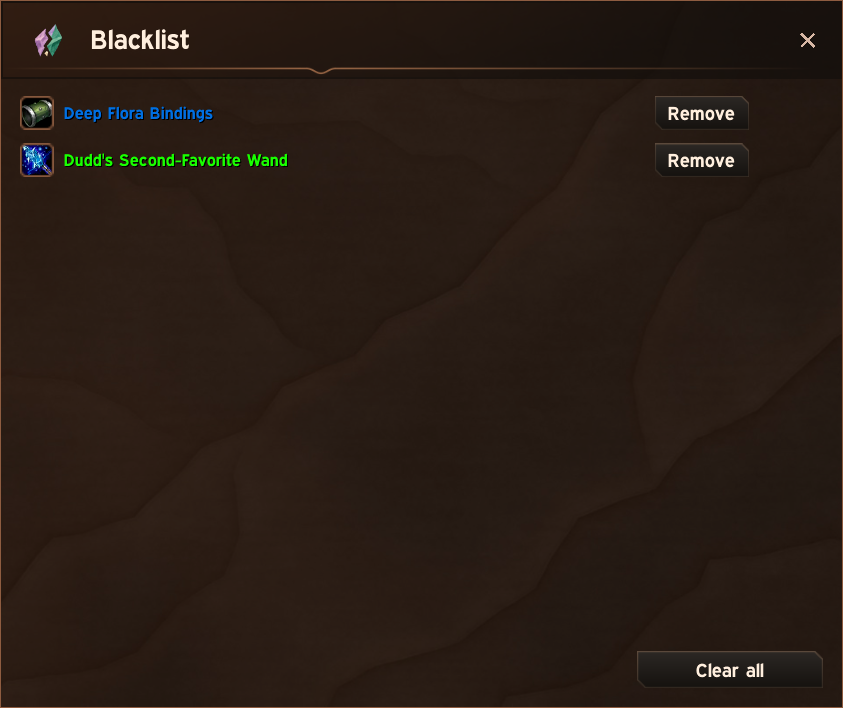 Blacklist
Deep Flora Bindings Remove
Dudd's Second-Favorite Wand Remove
Clear all